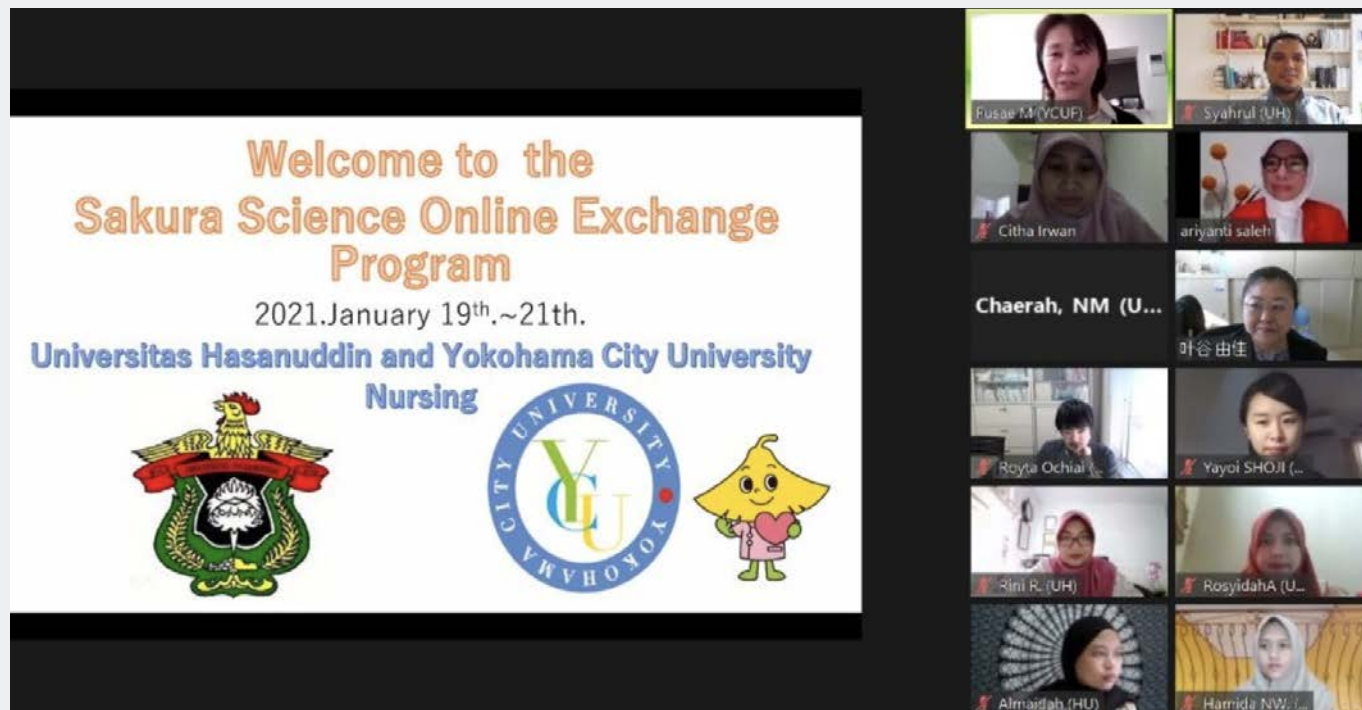 Welcome to the
Sakura Science Online Exchange
Program
2021.January 19th.~21th.
Universitas Hasanuddin and Yokohama City University
Nursing
YOKOHAMA CITY UNIVERSITY
YCU
Fusae M (YCUF)
Syahrul (UH)
Citha Irwan
ariyanti saleh
Chaerah, NM (U...
叶谷 由佳
Royta Ochiai (...
Yayoi SHOJI (...
Rini R. (UH)
RosyidahA (U...
Almaidah (HU)
Hamida NW. (...